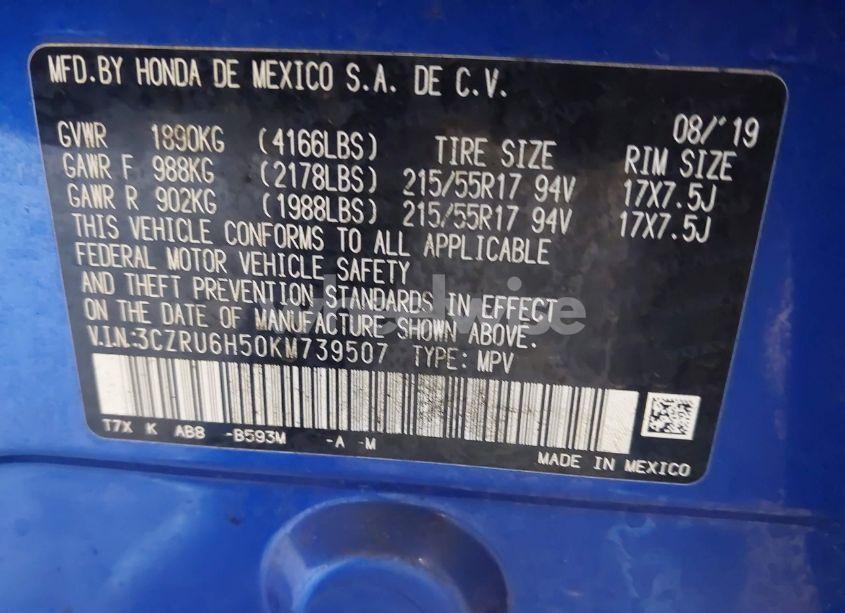 MFD.BY HONDA DE MEXICO S.A. DE C.V.
08/'19
GVWR 1890KG (4166LBS) TIRE SIZE RIM SIZE
GAWR F 988KG (2178LBS) 215/55R17 94V 17X7.5J
GAWR R 902KG (1988LBS) 215/55R17 94V 17X7.5J
THIS VEHICLE CONFORMS TO ALL APPLICABLE
FEDERAL MOTOR VEHICLE SAFETY
AND THEFT PREVENTION STANDARDS IN EFFECT
ON THE DATE OF MANUFACTURE SHOWN ABOVE.
V.I.N:3CZRU6H50KM739507 TYPE: MPV
T7X K ABB -B593M -A -M
MADE IN MEXICO